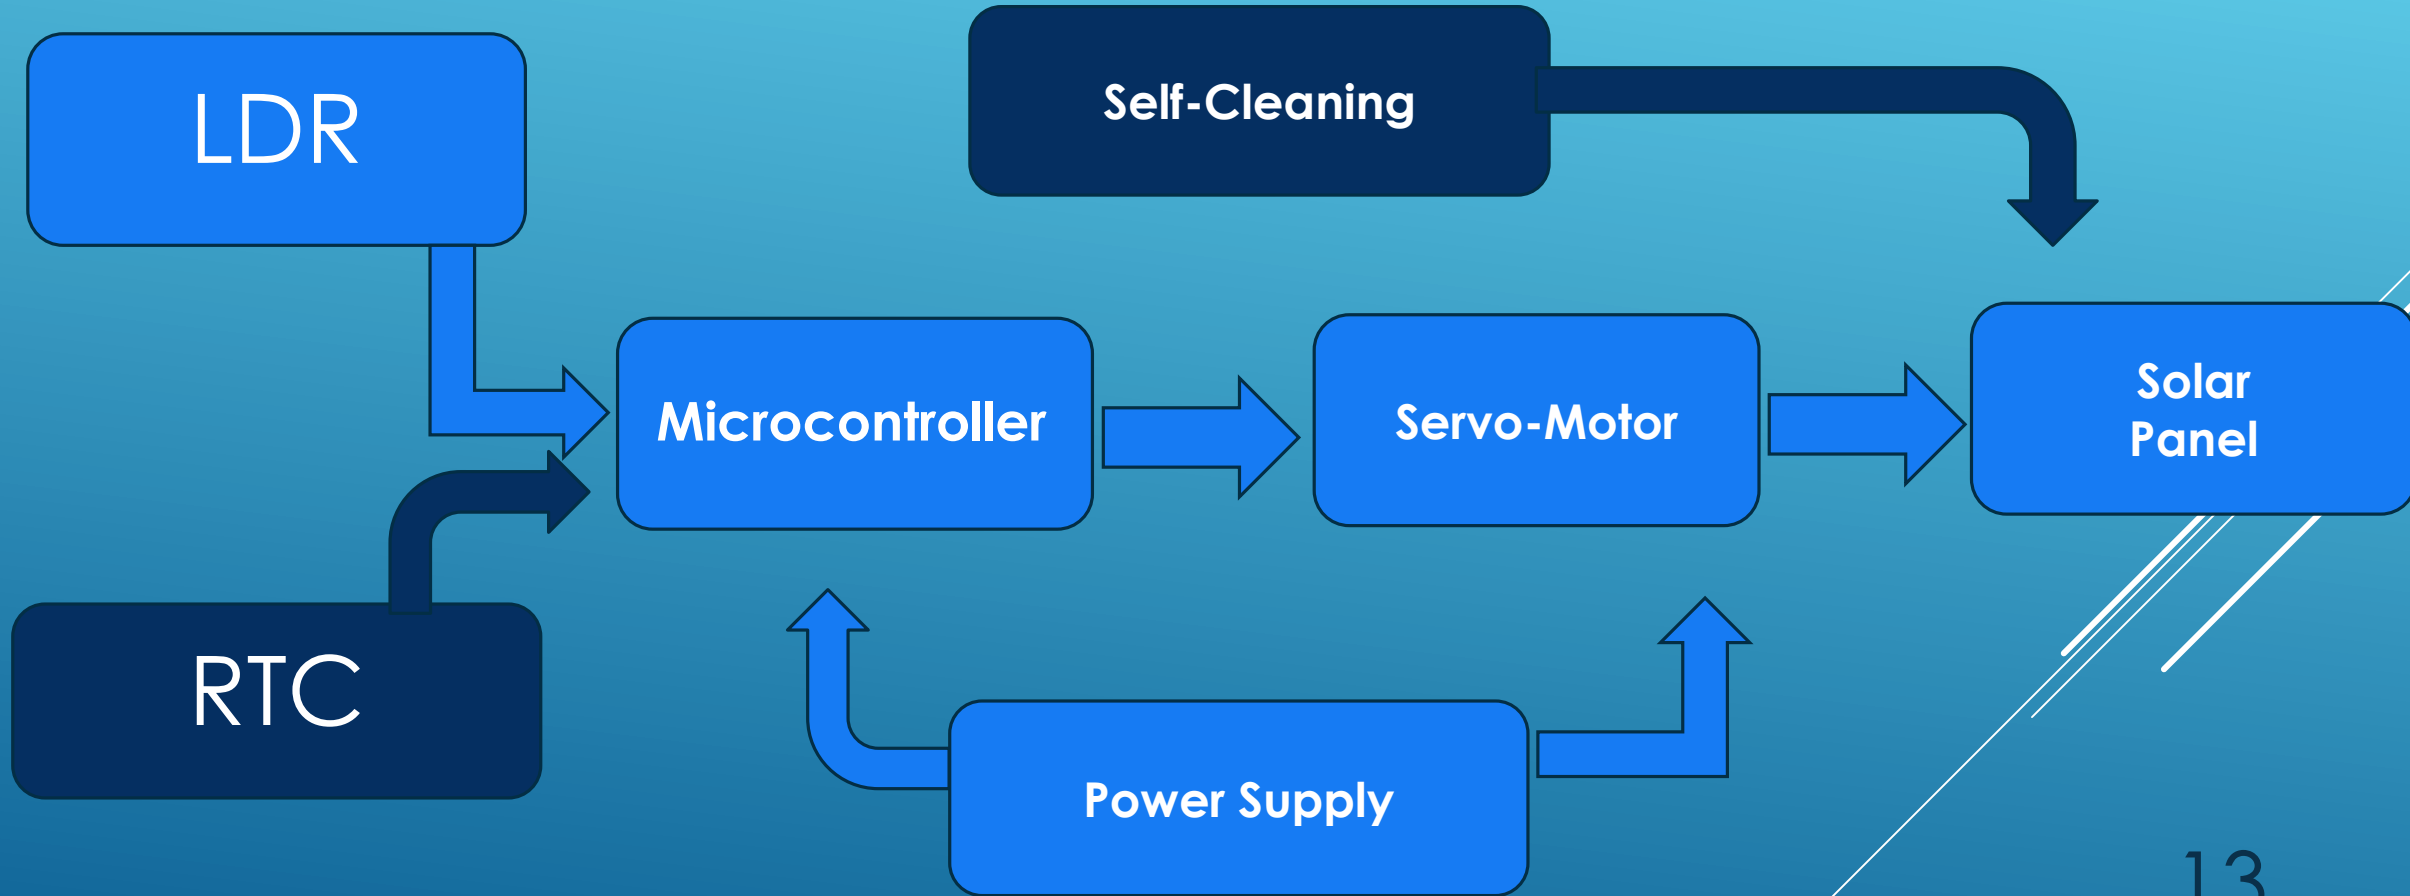 LDR
Self-Cleaning
Microcontroller
Servo-Motor
Solar
Panel
RTC
Power Supply
13